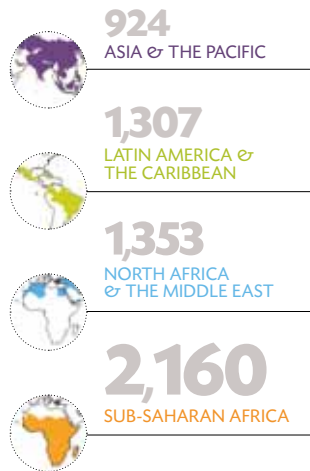 924
ASIA & THE PACIFIC
1,307
LATIN AMERICA &
THE CARIBBEAN
1,353
NORTH AFRICA
& THE MIDDLE EAST
2,160
SUB-SAHARAN AFRICA